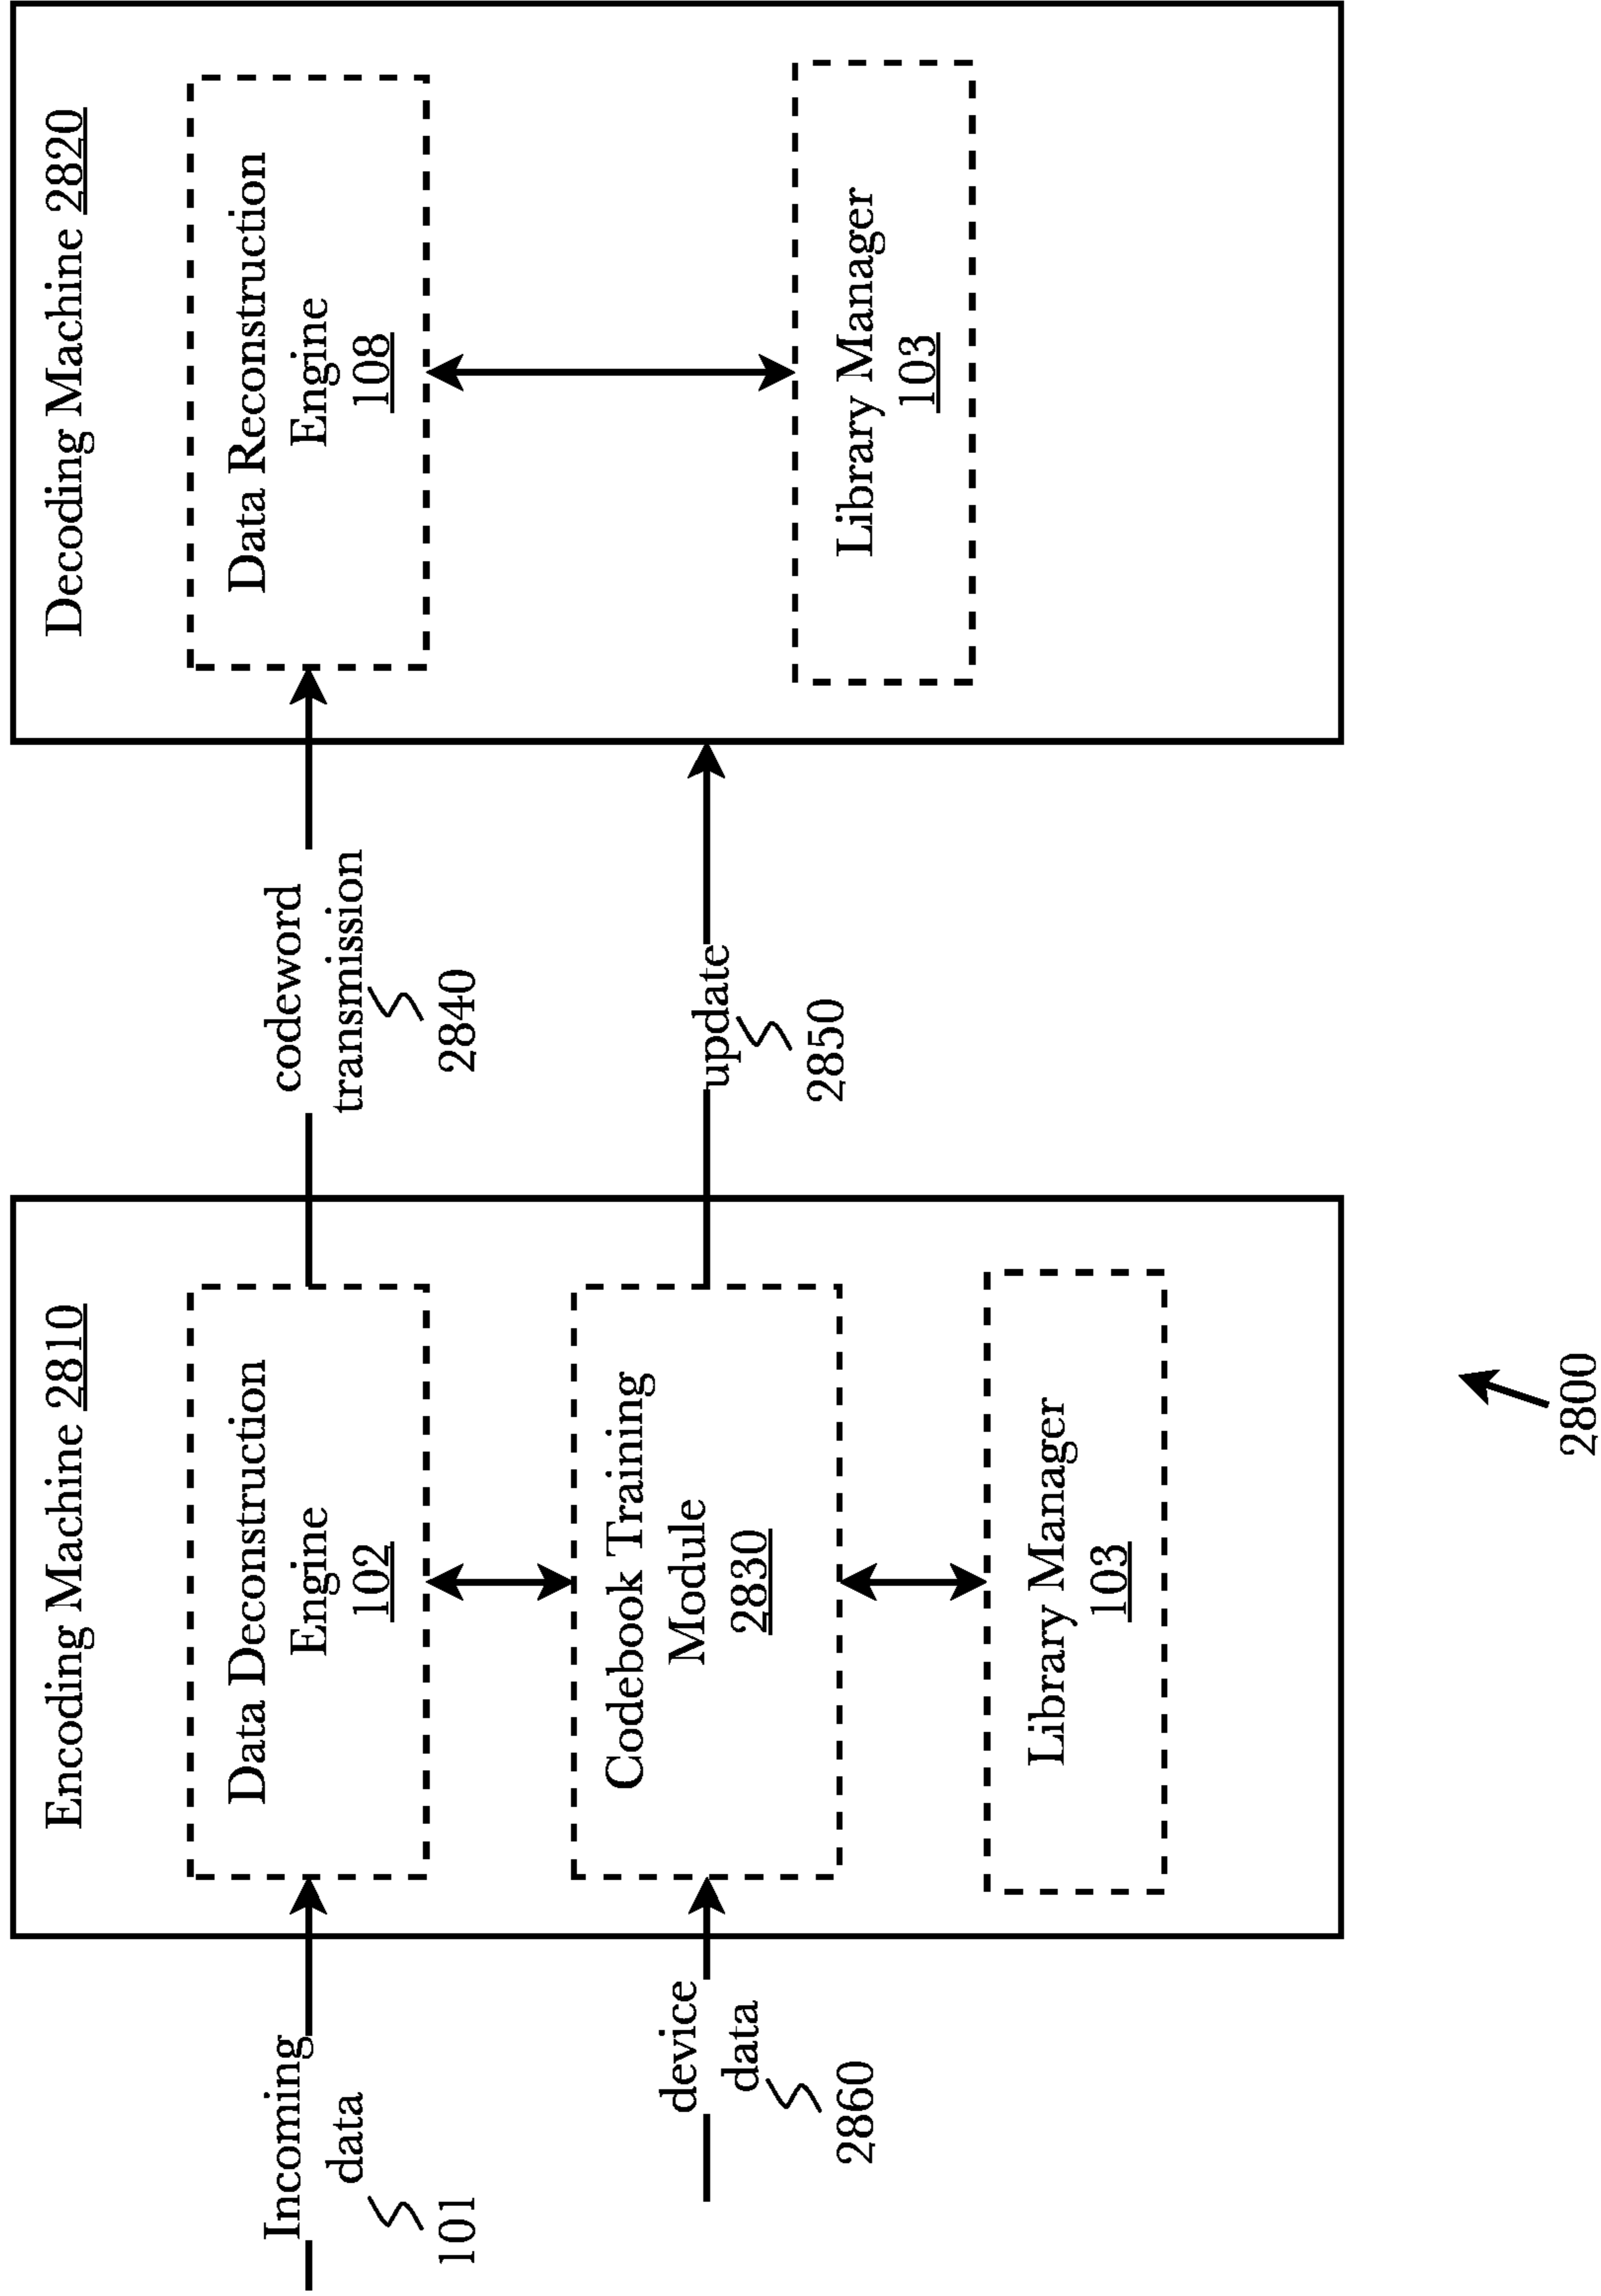 Incoming
data
101
device
data
2860
Encoding Machine 2810
Data Deconstruction
Engine
102
Codebook Training
Module
2830
Library Manager
103
codeword
transmission
2840
update
2850
Decoding Machine 2820
Data Reconstruction
Engine
108
Library Manager
103
2800